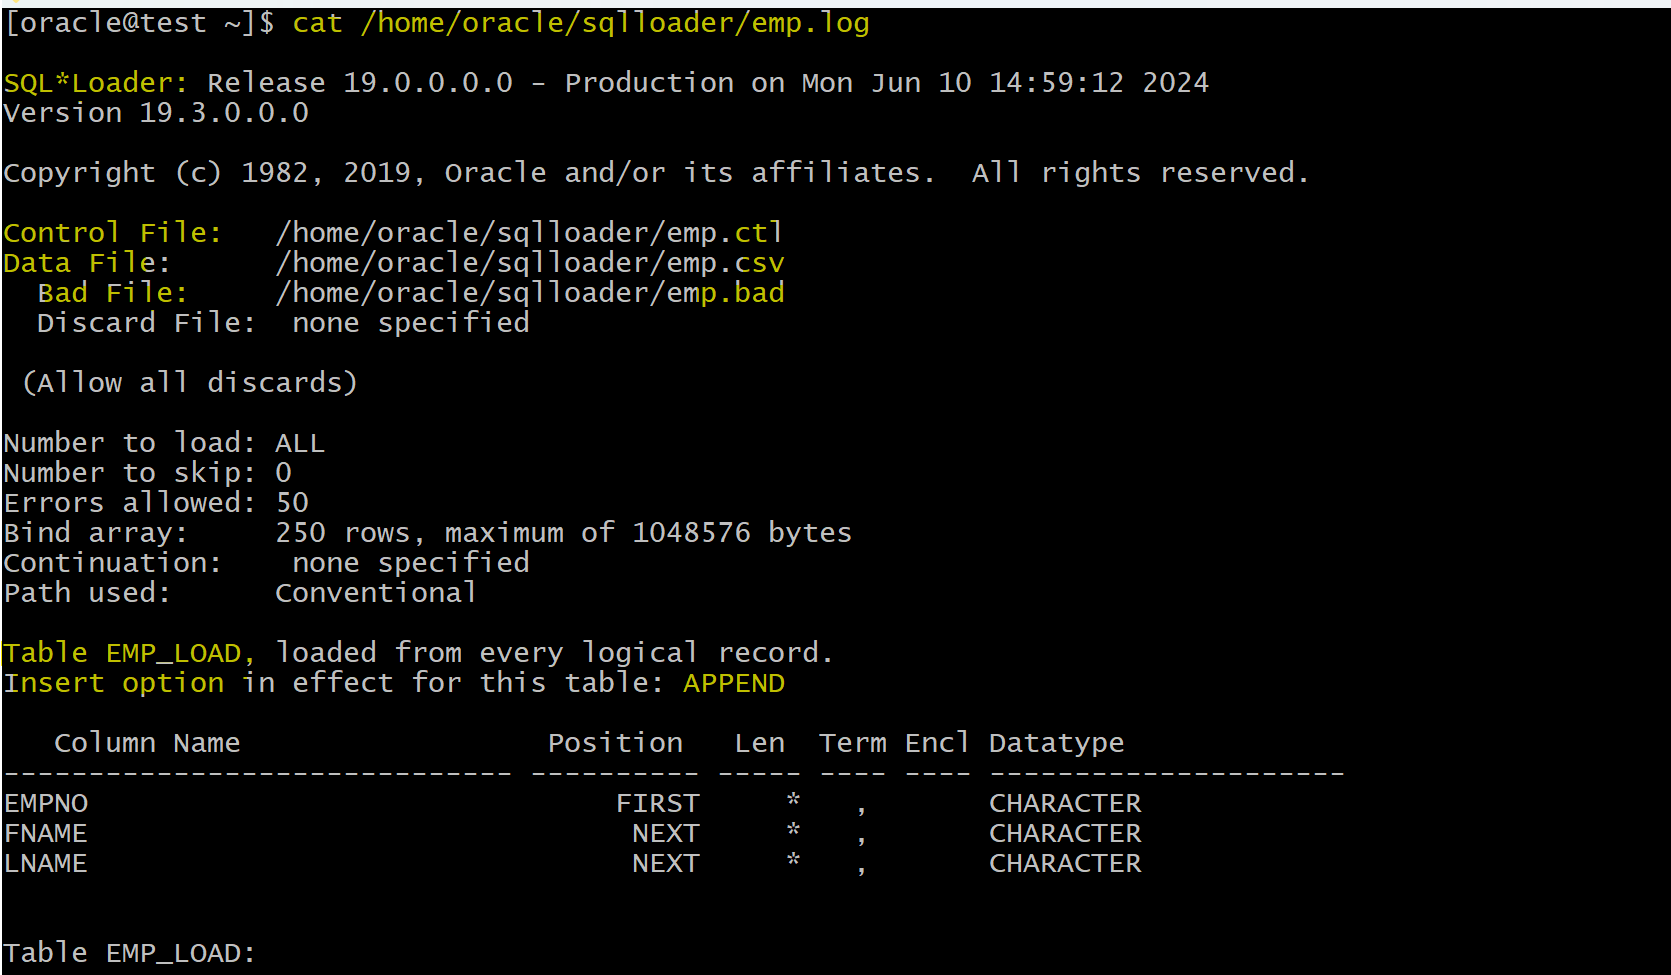 [oracle@test ~]$ cat /home/oracle/sqlloader/emp.log
SQL*Loader: Release 19.0.0.0.0 - Production on Mon Jun 10 14:59:12 2024
Version 19.3.0.0.0
Copyright (c) 1982, 2019, Oracle and/or its affiliates.  All rights reserved.
Control File:   /home/oracle/sqlloader/emp.ctl
Data File:      /home/oracle/sqlloader/emp.csv
  Bad File:     /home/oracle/sqlloader/emp.bad
  Discard File:  none specified
 (Allow all discards)
Number to load: ALL
Number to skip: 0
Errors allowed: 50
Bind array:     250 rows, maximum of 1048576 bytes
Continuation:    none specified
Path used:      Conventional
Table EMP_LOAD, loaded from every logical record.
Insert option in effect for this table: APPEND
   Column Name                  Position   Len  Term Encl Datatype
------------------------------ ---------- ----- ---- ---- ---------------------
EMPNO                               FIRST     *   ,       CHARACTER
FNAME                                NEXT     *   ,       CHARACTER
LNAME                                NEXT     *   ,       CHARACTER
Table EMP_LOAD: